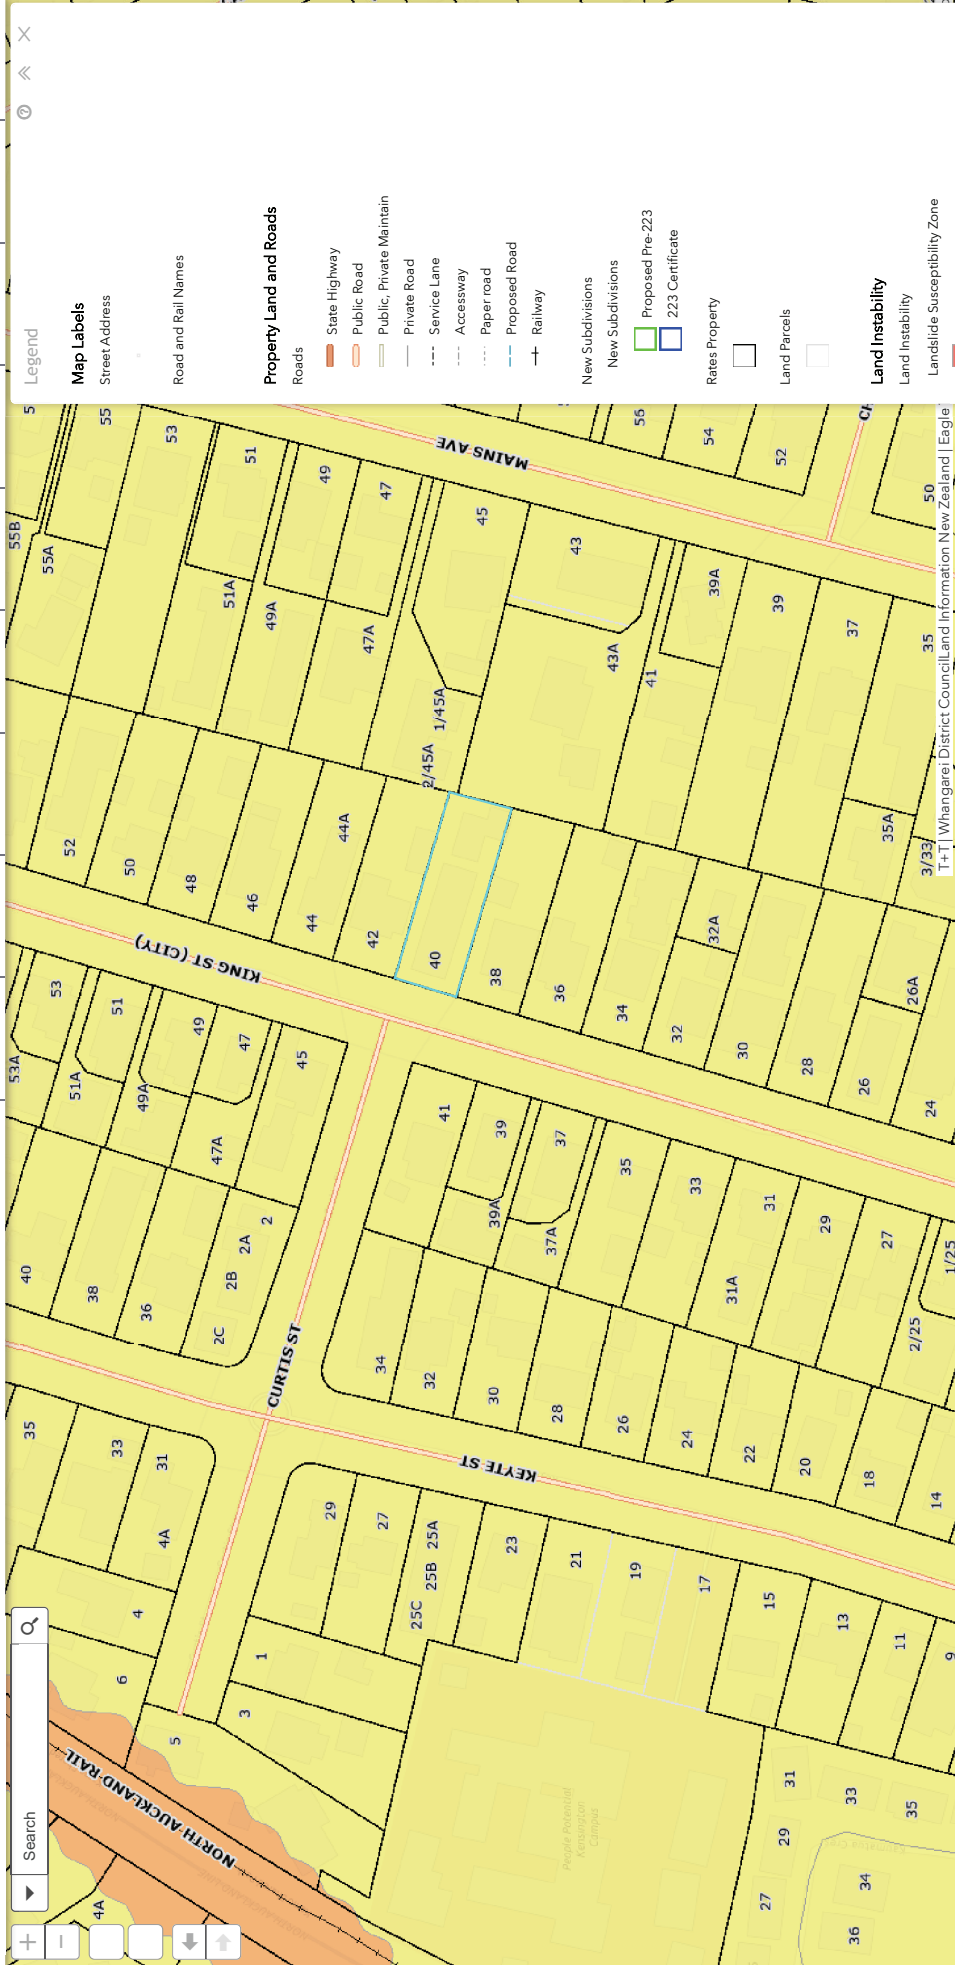 Search
Legend
Map Labels
Street Address
Road and Rail Names
Property Land and Roads
Roads
State Highway
Public Road
Public, Private Maintain
Private Road
Service Lane
Accessway
Paper road
Proposed Road
Railway
New Subdivisions
New Subdivisions
Proposed Pre-223
223 Certificate
Rates Property
Land Parcels
Land Instability
Land Instability
Landslide Susceptibility Zone
NORTH AUCKLAND RAIL
CURTIS ST
KEYTE ST
KING ST (CITY)
MAINS AVE
CH
People Potential
Kensington
Campus
4A
6
4
4A
31
33
35
5
3
1
29
27
25A
25B
25C
23
21
19
17
15
13
11
9
31
33
35
29
27
34
36
40
38
36
2C
2B
2A
2
53A
53
51A
51
49A
49
47
47A
45
34
32
30
28
26
24
22
20
18
14
41
39
39A
37
37A
35
33
31
31A
29
27
1/25
2/25
52
50
48
46
44
44A
42
40
38
36
34
32
32A
30
28
26
26A
24
55B
55A
55
53
51
51A
49
49A
47
47A
45
1/45A
2/45A
43
43A
41
39A
39
37
35
35A
3/33
56
54
52
50
T+T | Whangarei District CouncilLand Information New Zealand | Eagle